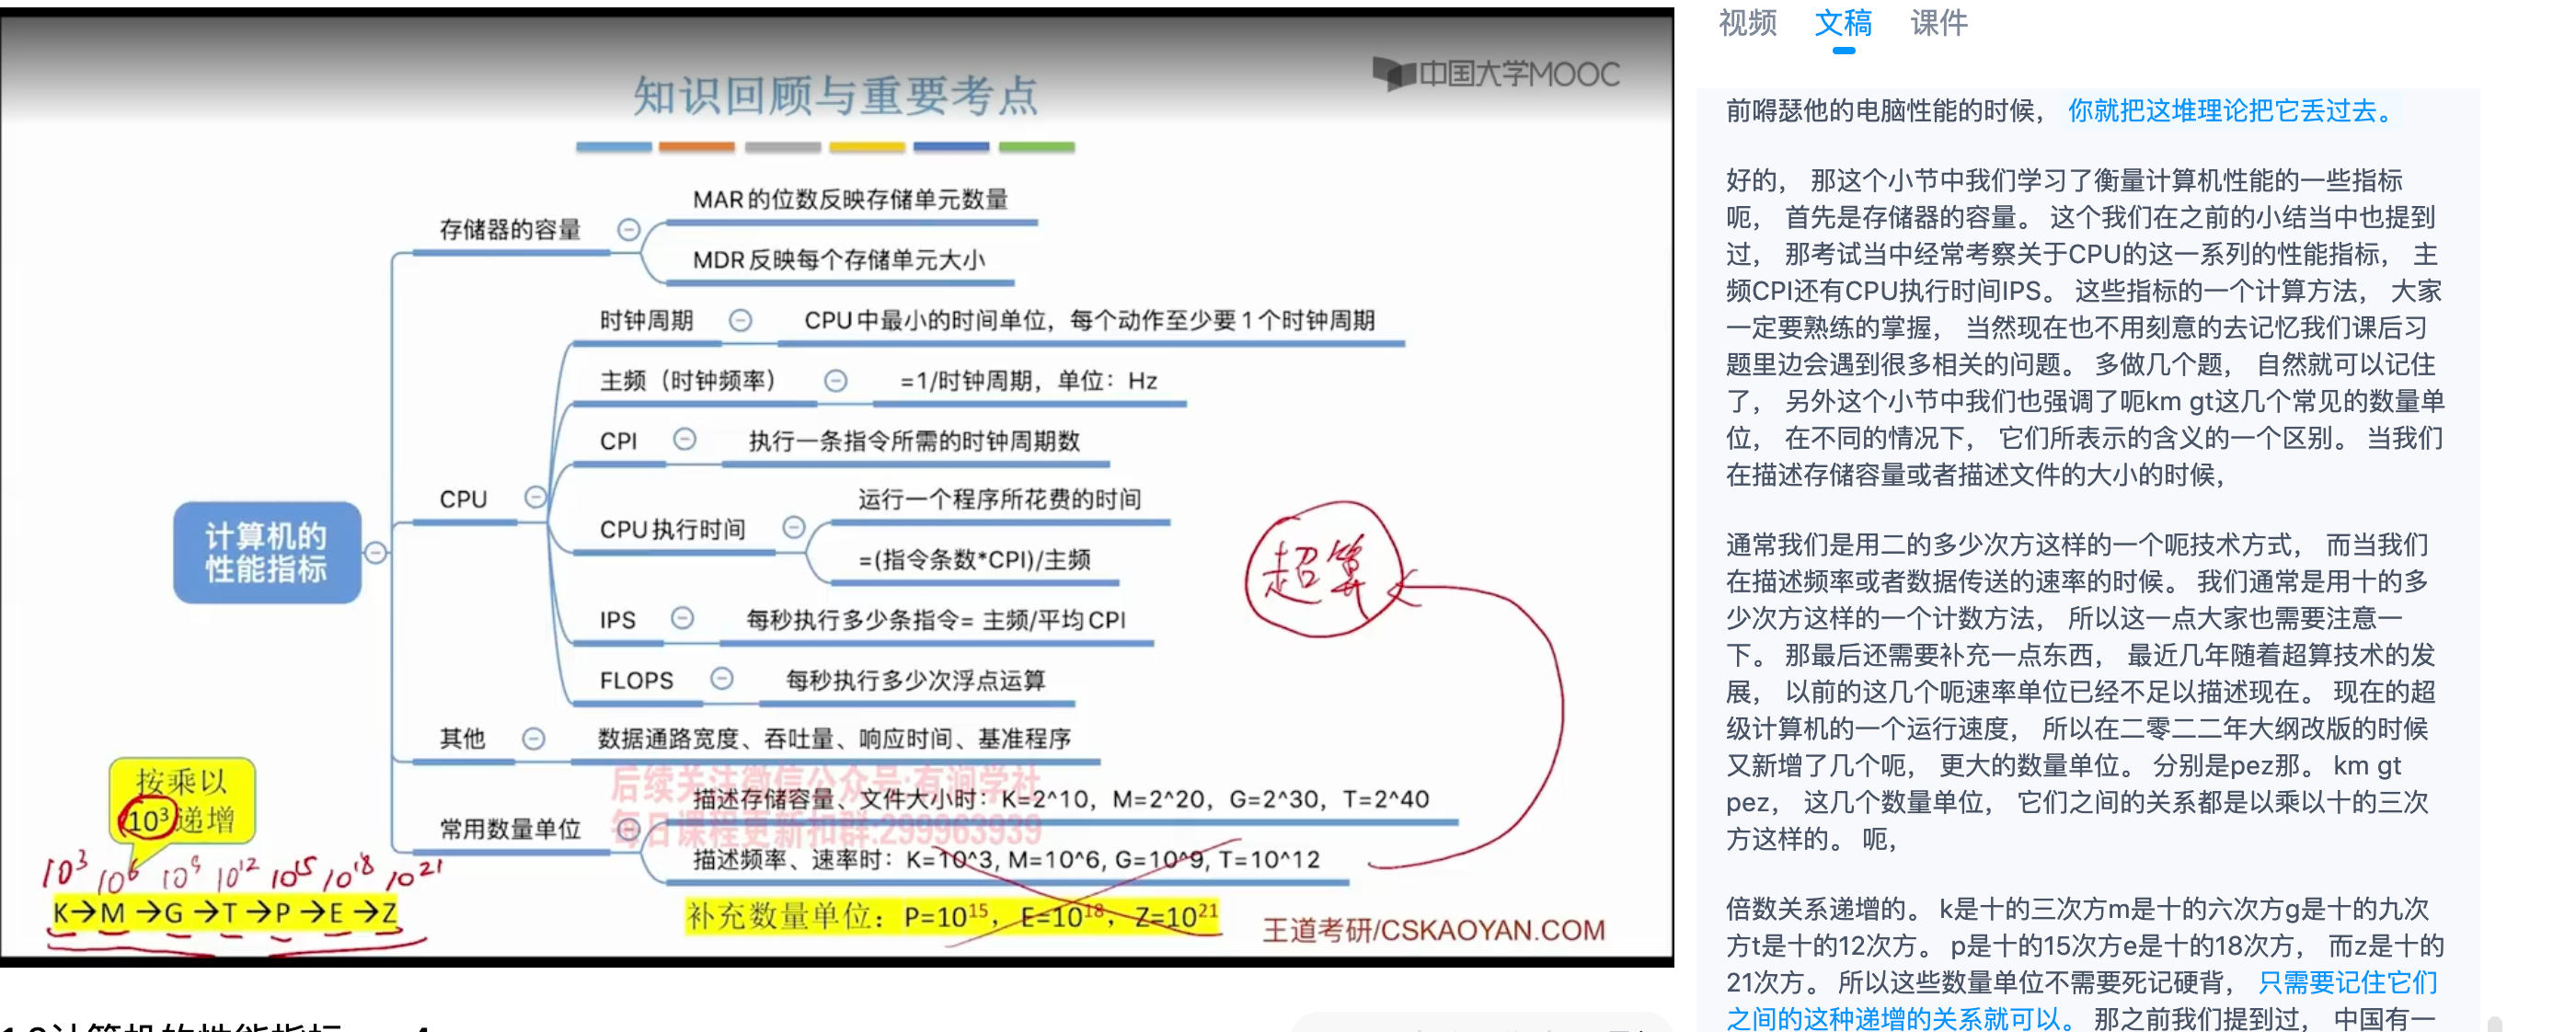 中国大学MOOC
知识回顾与重要考点
计算机的
性能指标
存储器的容量
MAR的位数反映存储单元数量
MDR反映每个存储单元大小
CPU
时钟周期
CPU中最小的时间单位，每个动作至少要1个时钟周期
主频（时钟频率）
=1/时钟周期，单位：Hz
CPI
执行一条指令所需的时钟周期数
CPU执行时间
运行一个程序所花费的时间
=(指令条数*CPI)/主频
IPS
每秒执行多少条指令= 主频/平均CPI
FLOPS
每秒执行多少次浮点运算
超算
其他
数据通路宽度、吞吐量、响应时间、基准程序
后续关注微信公众号:有涧学社
每日课程更新扣群:299963939
常用数量单位
描述存储容量、文件大小时：K=2^10，M=2^20，G=2^30，T=2^40
描述频率、速率时：K=10^3, M=10^6, G=10^9, T=10^12
补充数量单位：P=10¹⁵，E=10¹⁸，Z=10²¹
按乘以
10³递增
10³ 10⁶ 10⁹ 10¹² 10¹⁵ 10¹⁸ 10²¹
K→M→G→T→P→E→Z
王道考研/CSKAOYAN.COM
视频 文稿 课件
前嘚瑟他的电脑性能的时候， 你就把这堆理论把它丢过去。
好的， 那这个小节中我们学习了衡量计算机性能的一些指标
呃， 首先是存储器的容量。 这个我们在之前的小结当中也提到
过， 那考试当中经常考察关于CPU的这一系列的性能指标， 主
频CPI还有CPU执行时间IPS。 这些指标的一个计算方法， 大家
一定要熟练的掌握， 当然现在也不用刻意的去记忆我们课后习
题里边会遇到很多相关的问题。 多做几个题， 自然就可以记住
了， 另外这个小节中我们也强调了呃km gt这几个常见的数量单
位， 在不同的情况下， 它们所表示的含义的一个区别。 当我们
在描述存储容量或者描述文件的大小的时候，
通常我们是用二的多少次方这样的一个呃技术方式， 而当我们
在描述频率或者数据传送的速率的时候。 我们通常是用十的多
少次方这样的一个计数方法， 所以这一点大家也需要注意一
下。 那最后还需要补充一点东西， 最近几年随着超算技术的发
展， 以前的这几个呃速率单位已经不足以描述现在。 现在的超
级计算机的一个运行速度， 所以在二零二二年大纲改版的时候
又新增了几个呃， 更大的数量单位。 分别是pez那。 km gt
pez， 这几个数量单位， 它们之间的关系都是以乘以十的三次
方这样的。 呃，
倍数关系递增的。 k是十的三次方m是十的六次方g是十的九次
方t是十的12次方。 p是十的15次方e是十的18次方， 而z是十的
21次方。 所以这些数量单位不需要死记硬背， 只需要记住它们
之间的这种递增的关系就可以。 那之前我们提到过， 中国有一